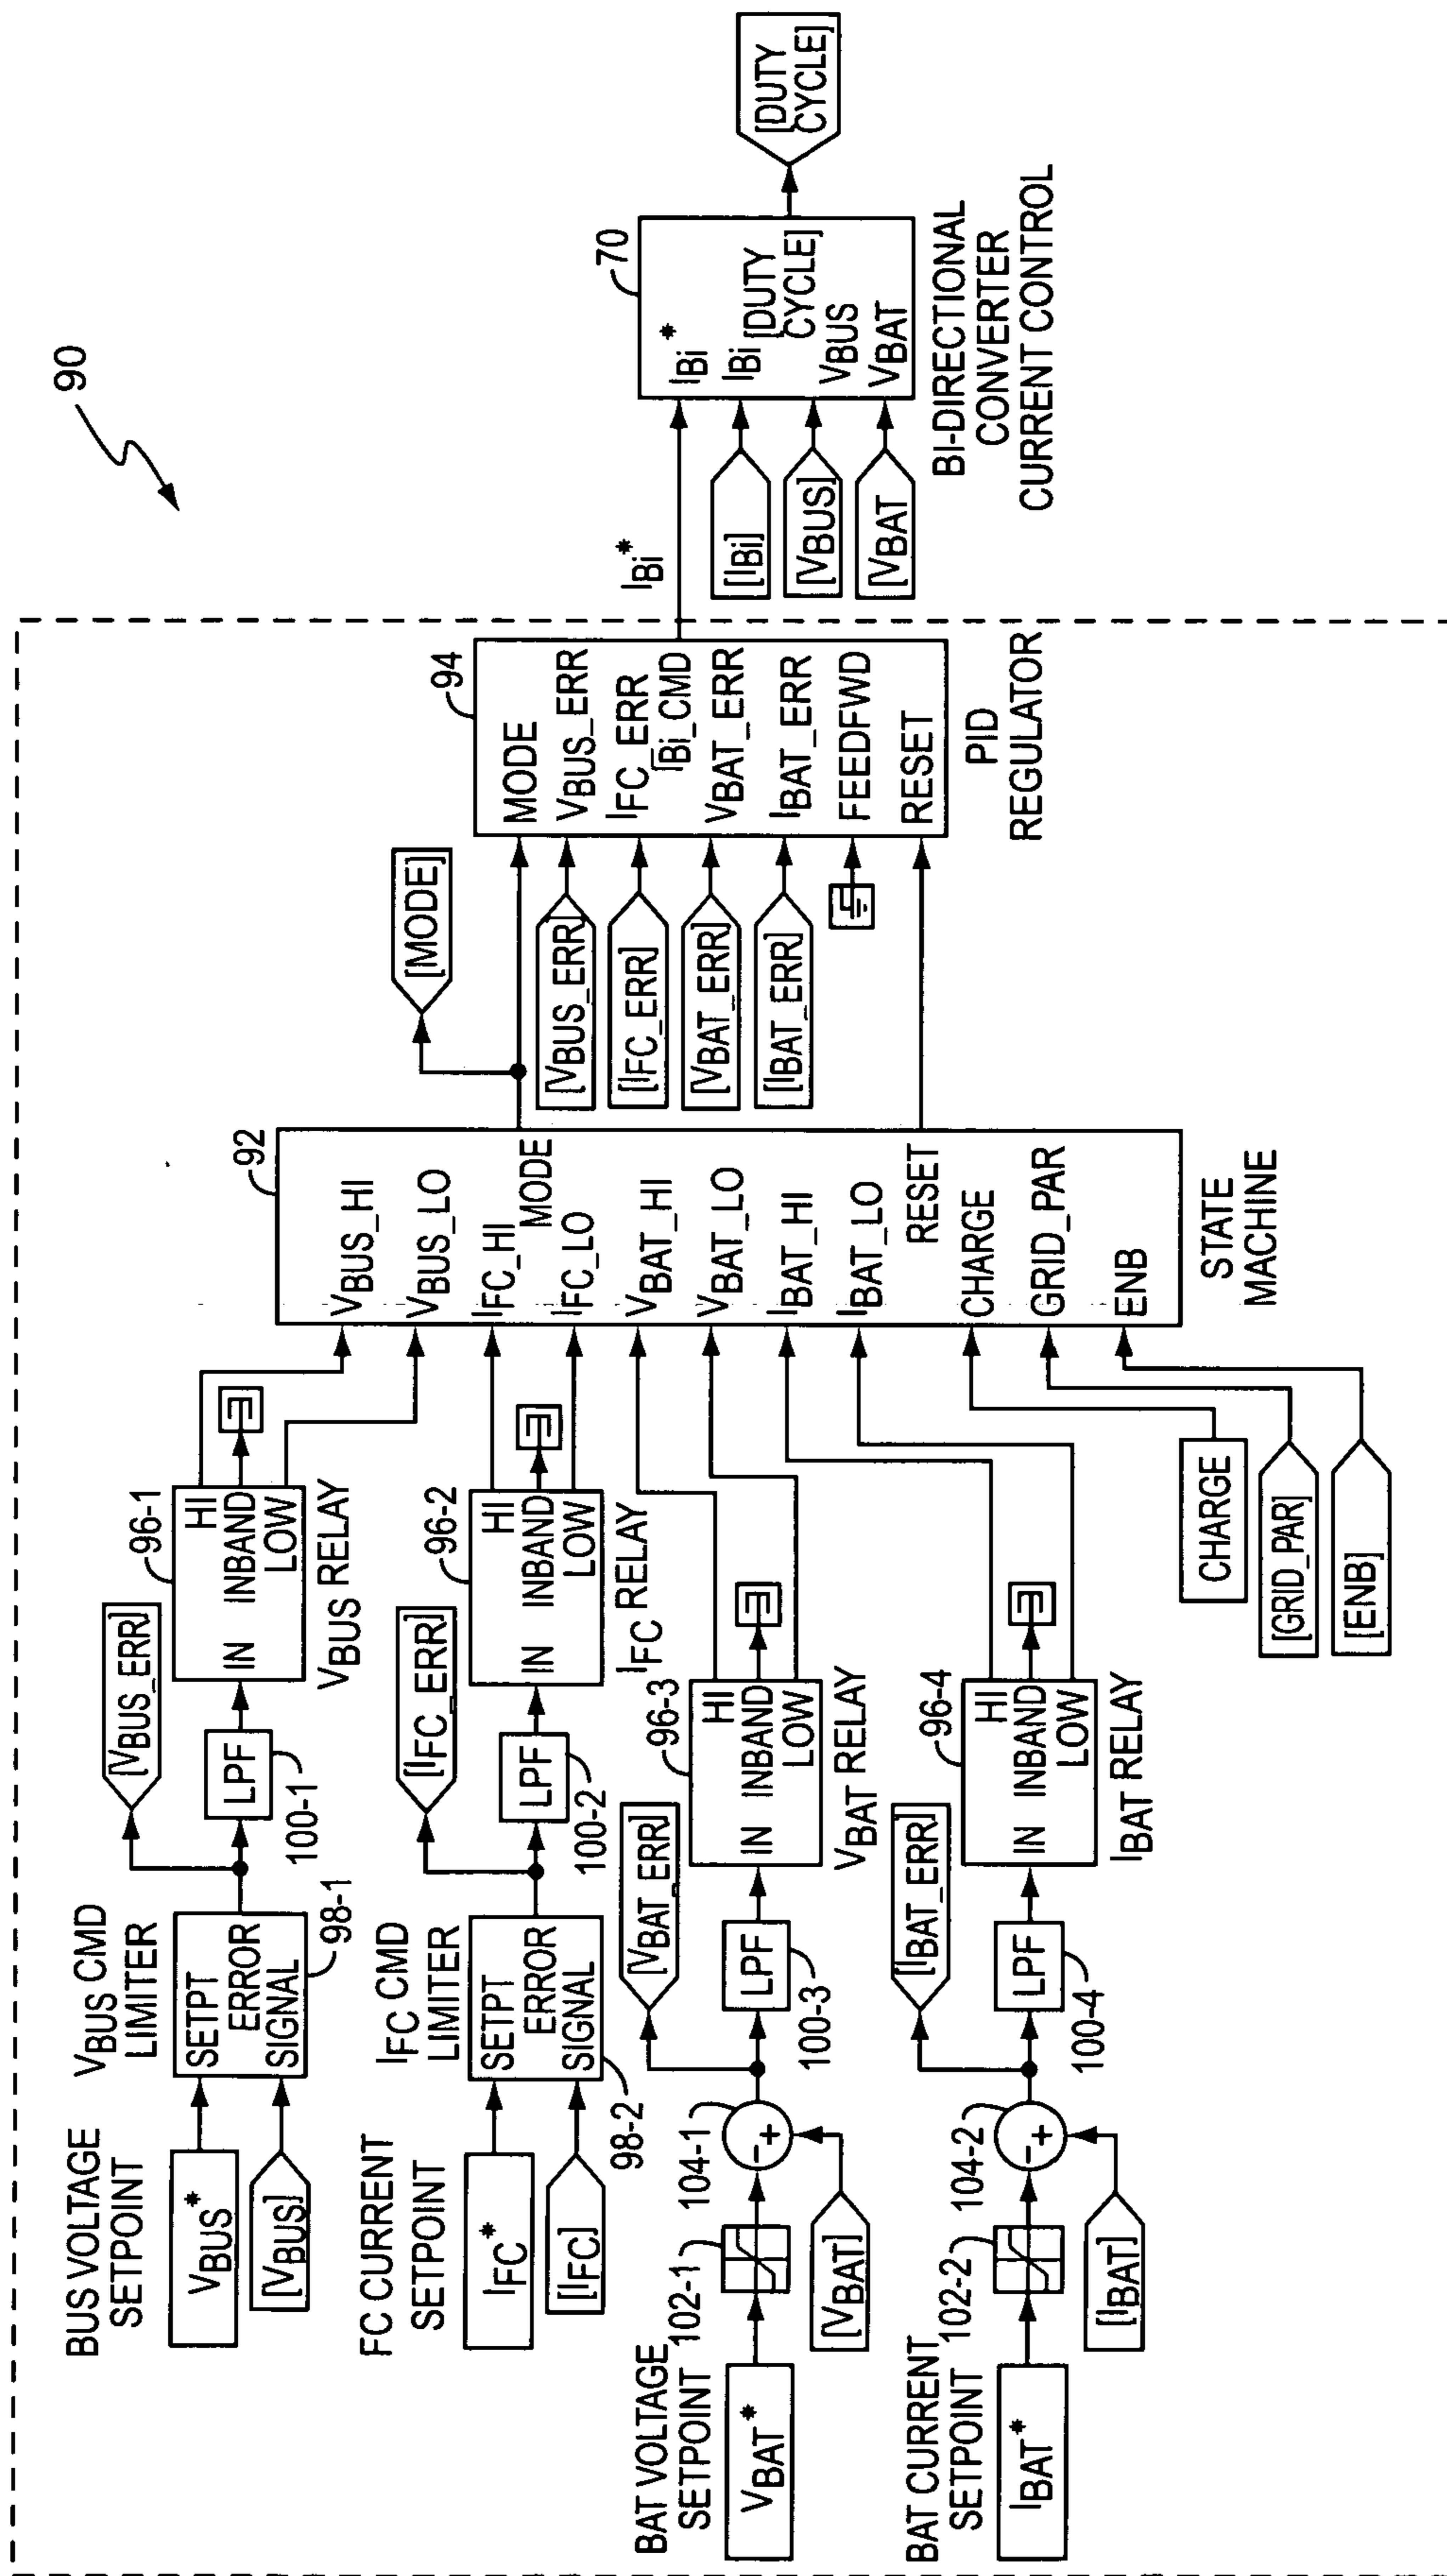 90
BUS VOLTAGE
SETPOINT
VBUS*
[VBUS]
VBUS CMD
LIMITER
SETPT
ERROR
SIGNAL
98-1
[VBUS_ERR]
LPF
100-1
96-1
IN
HI
INBAND
LOW
VBUS RELAY
FC CURRENT
SETPOINT
IFC*
[IFC]
IFC CMD
LIMITER
SETPT
ERROR
SIGNAL
98-2
[IFC_ERR]
LPF
100-2
96-2
IN
HI
INBAND
LOW
IFC RELAY
BAT VOLTAGE
SETPOINT
VBAT*
102-1
[VBAT]
104-1
- +
[VBAT_ERR]
LPF
100-3
96-3
IN
HI
INBAND
LOW
VBAT RELAY
BAT CURRENT
SETPOINT
IBAT*
102-2
[IBAT]
104-2
- +
[IBAT_ERR]
LPF
100-4
96-4
IN
HI
INBAND
LOW
IBAT RELAY
CHARGE
[GRID_PAR]
[ENB]
92
VBUS_HI
VBUS_LO
IFC_HI
MODE
IFC_LO
VBAT_HI
VBAT_LO
IBAT_HI
IBAT_LO
RESET
CHARGE
GRID_PAR
ENB
STATE
MACHINE
[MODE]
[VBUS_ERR]
[IFC_ERR]
[VBAT_ERR]
[IBAT_ERR]
94
MODE
VBUS_ERR
IFC_ERR
IBi_CMD
VBAT_ERR
IBAT_ERR
FEEDFWD
RESET
PID
REGULATOR
IBi*
[IBi]
[VBUS]
[VBAT]
70
IBi*
IBi
[DUTY
CYCLE]
VBUS
VBAT
BI-DIRECTIONAL
CONVERTER
CURRENT CONTROL
[DUTY
CYCLE]